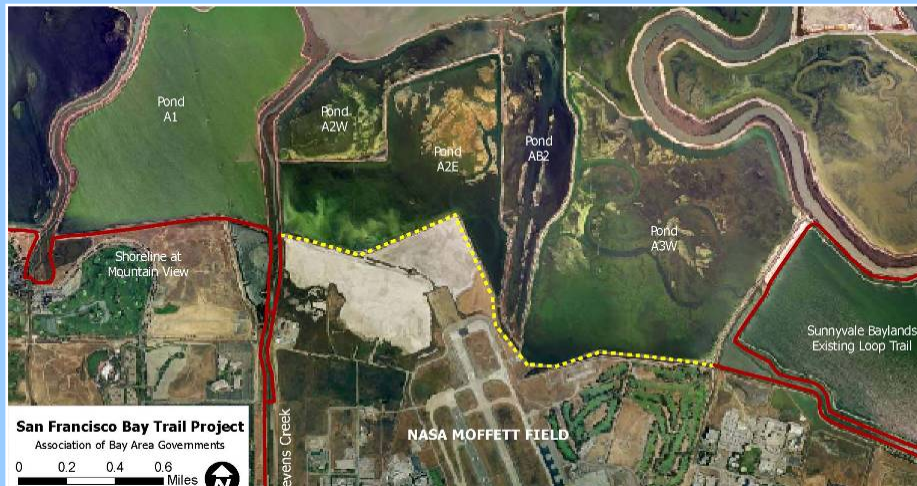 Pond
A1
Pond
A2W
Pond
A2E
Pond
AB2
Pond
A3W
Shoreline at
Mountain View
Sunnyvale Baylands
Existing Loop Trail
NASA MOFFETT FIELD
evens Creek
San Francisco Bay Trail Project
Association of Bay Area Governments
0 0.2 0.4 0.6
Miles
N